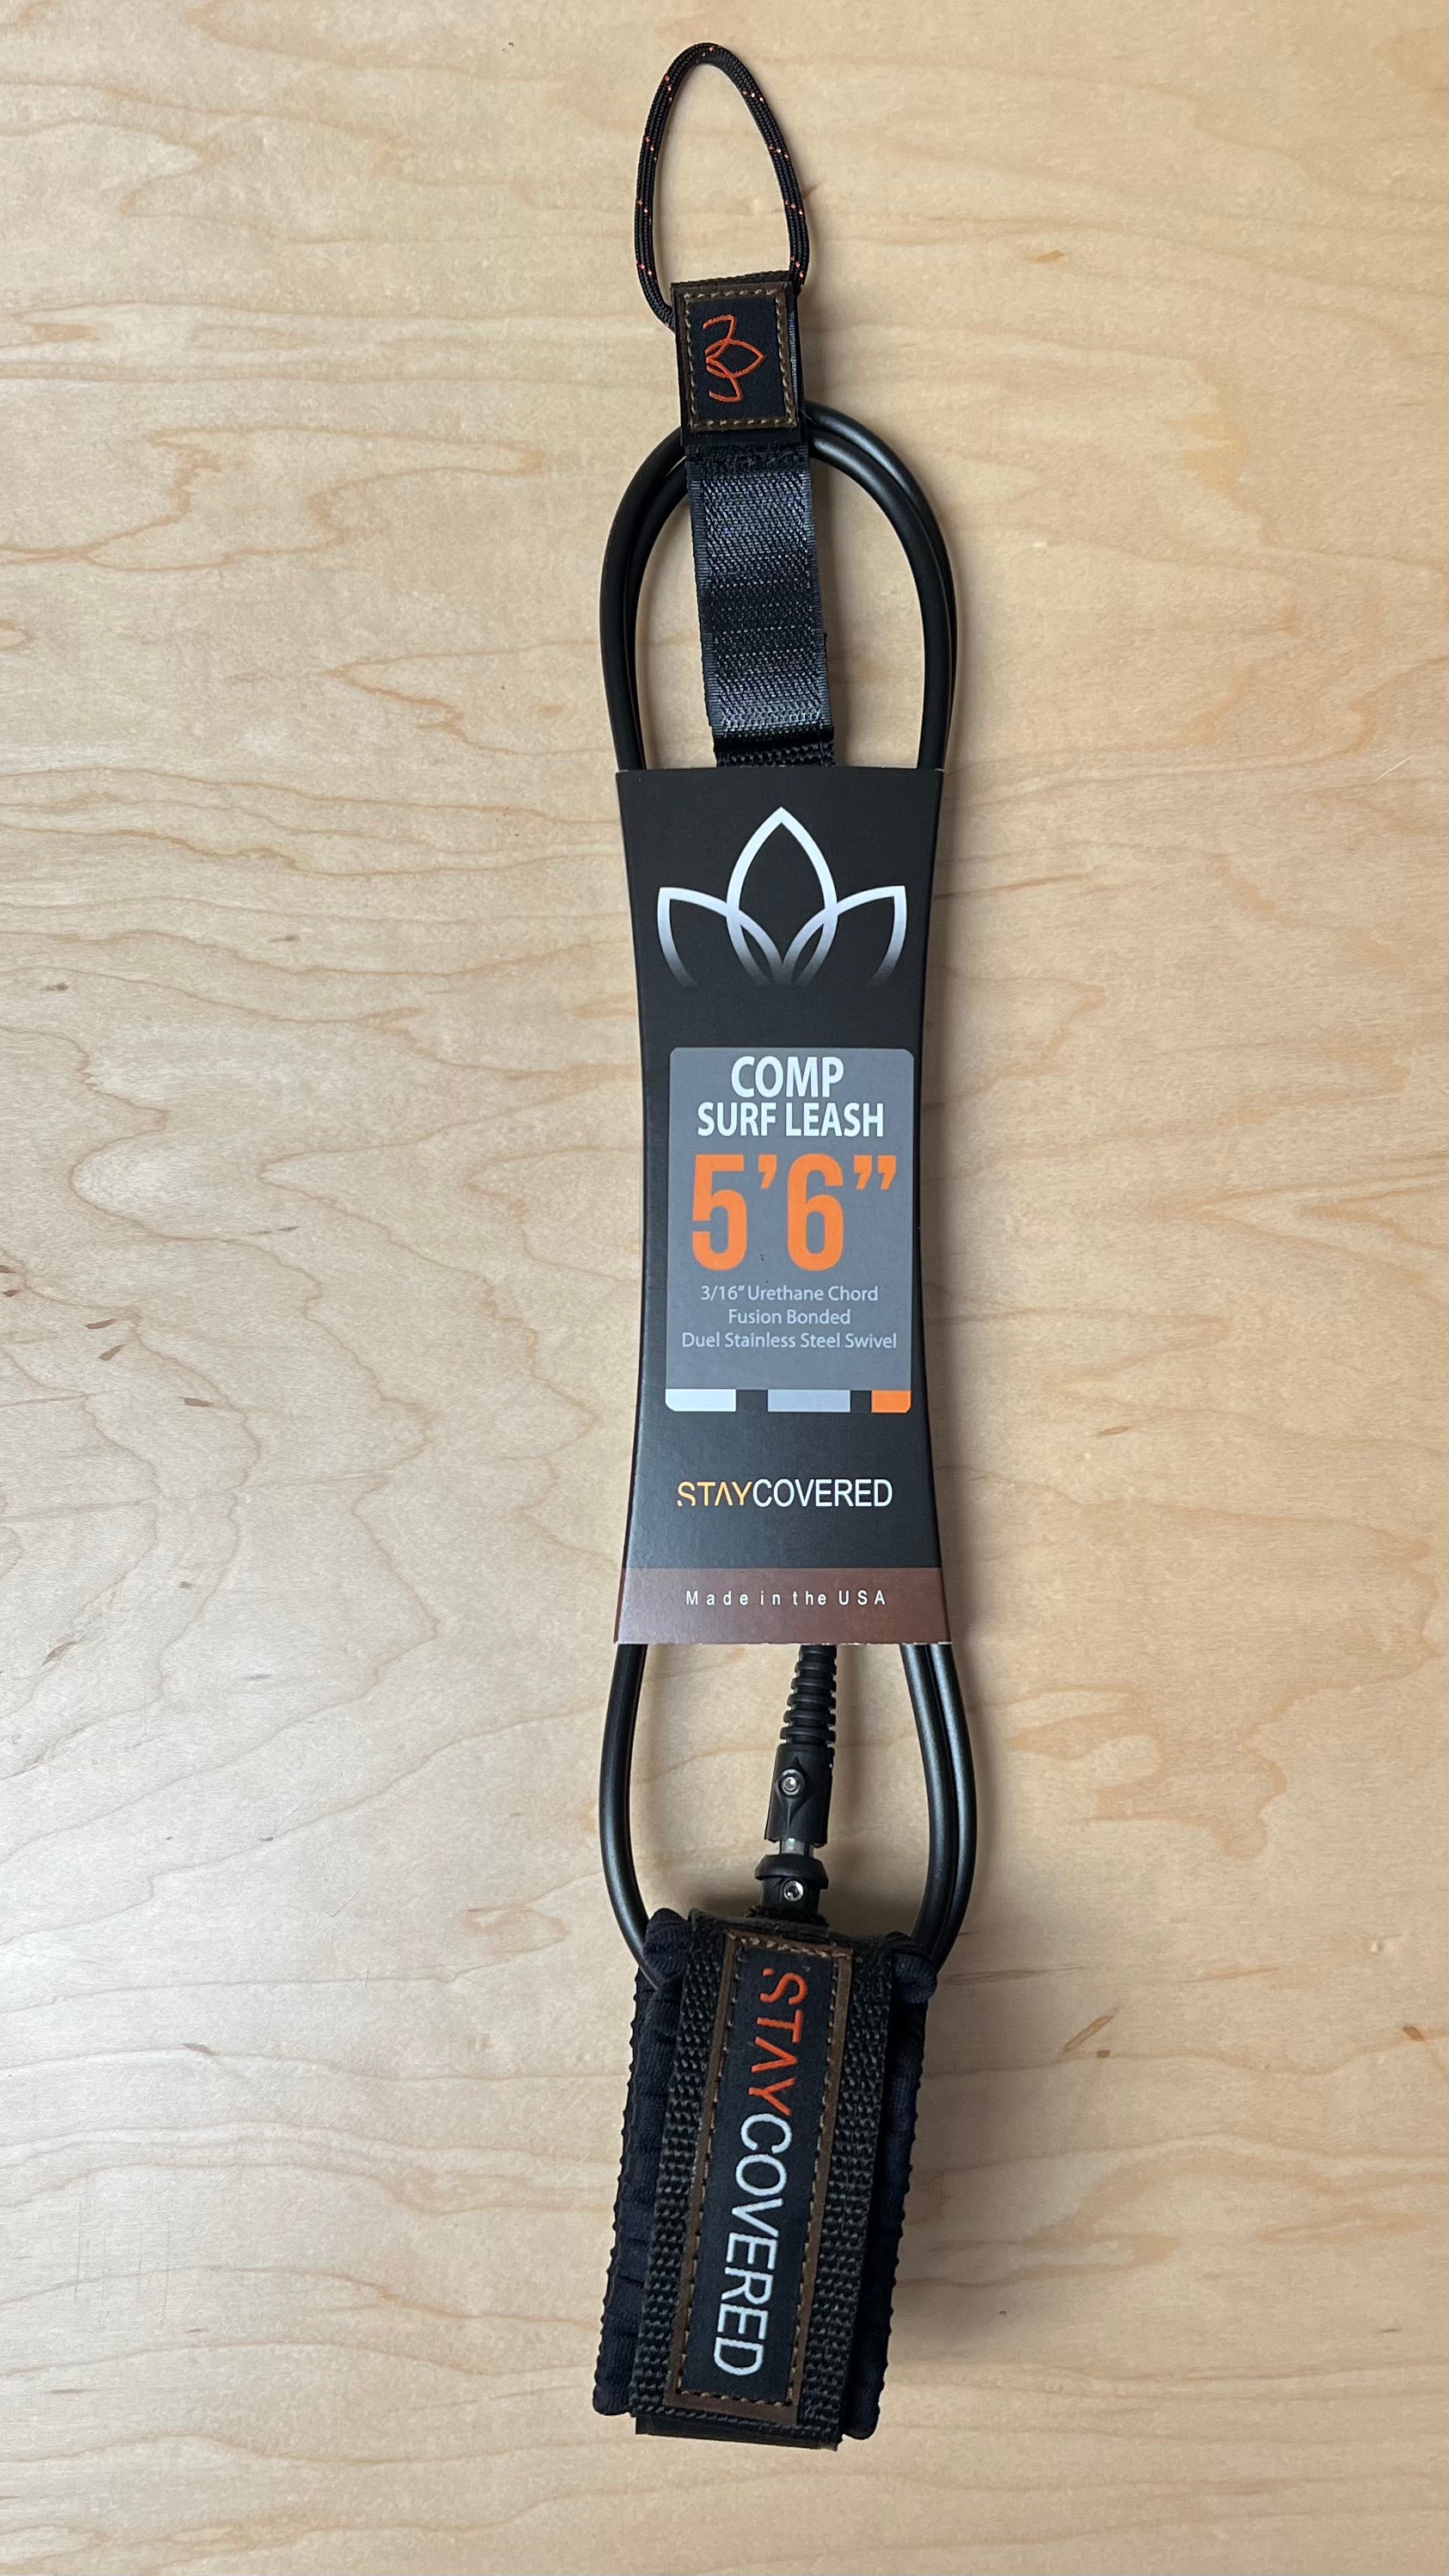 COMP
SURF LEASH
5’6”
3/16” Urethane Chord
Fusion Bonded
Duel Stainless Steel Swivel
STAYCOVERED
Made in the USA
STAYCOVERED